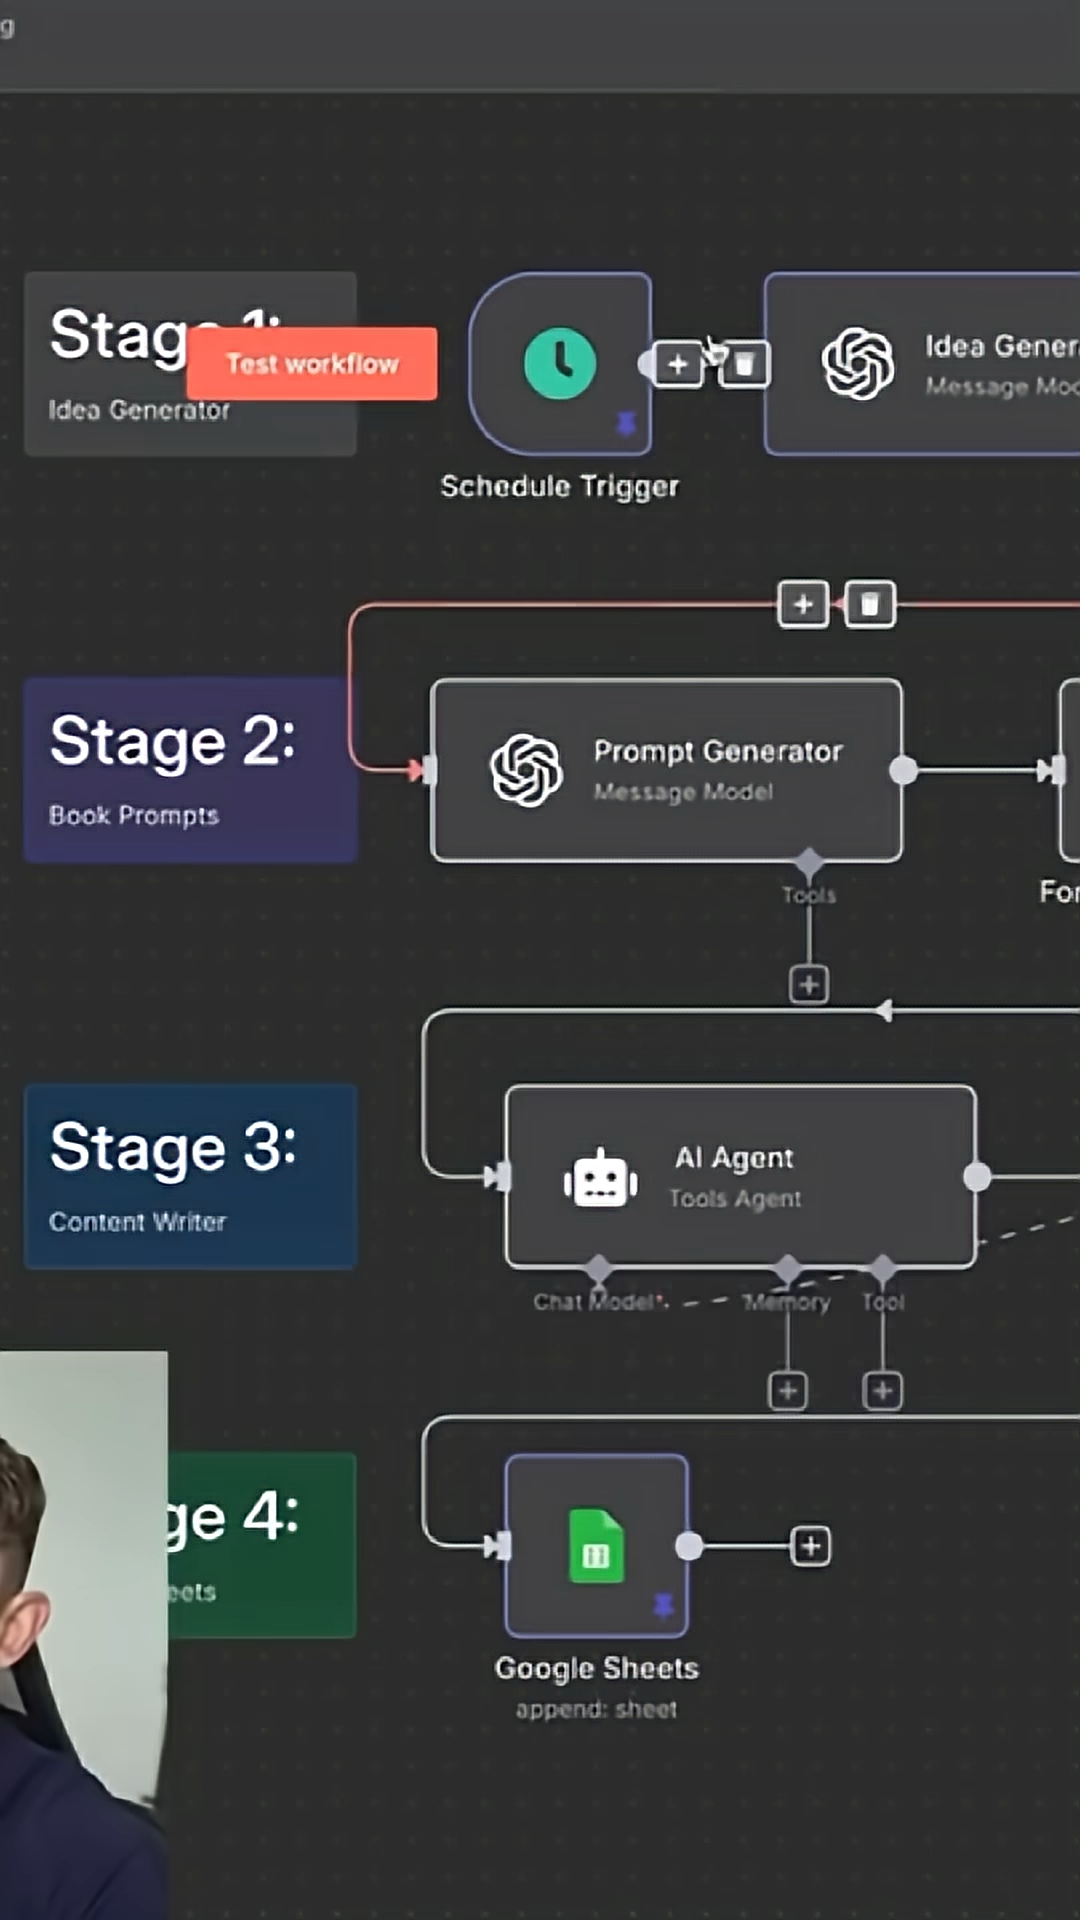 g
Stage 1:
Test workflow
Idea Generator
Idea Gener
Message Mod
Schedule Trigger
Stage 2:
Book Prompts
Prompt Generator
Message Model
Tools
For
Stage 3:
Content Writer
AI Agent
Tools Agent
Chat Model*
Memory
Tool
ge 4:
eets
Google Sheets
append: sheet